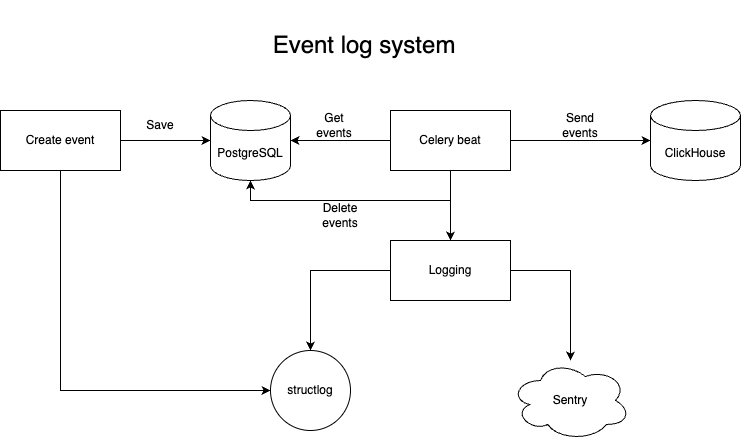 Event log system
Create event
Save
PostgreSQL
Get
events
Celery beat
Send
events
ClickHouse
Delete
events
Logging
structlog
Sentry